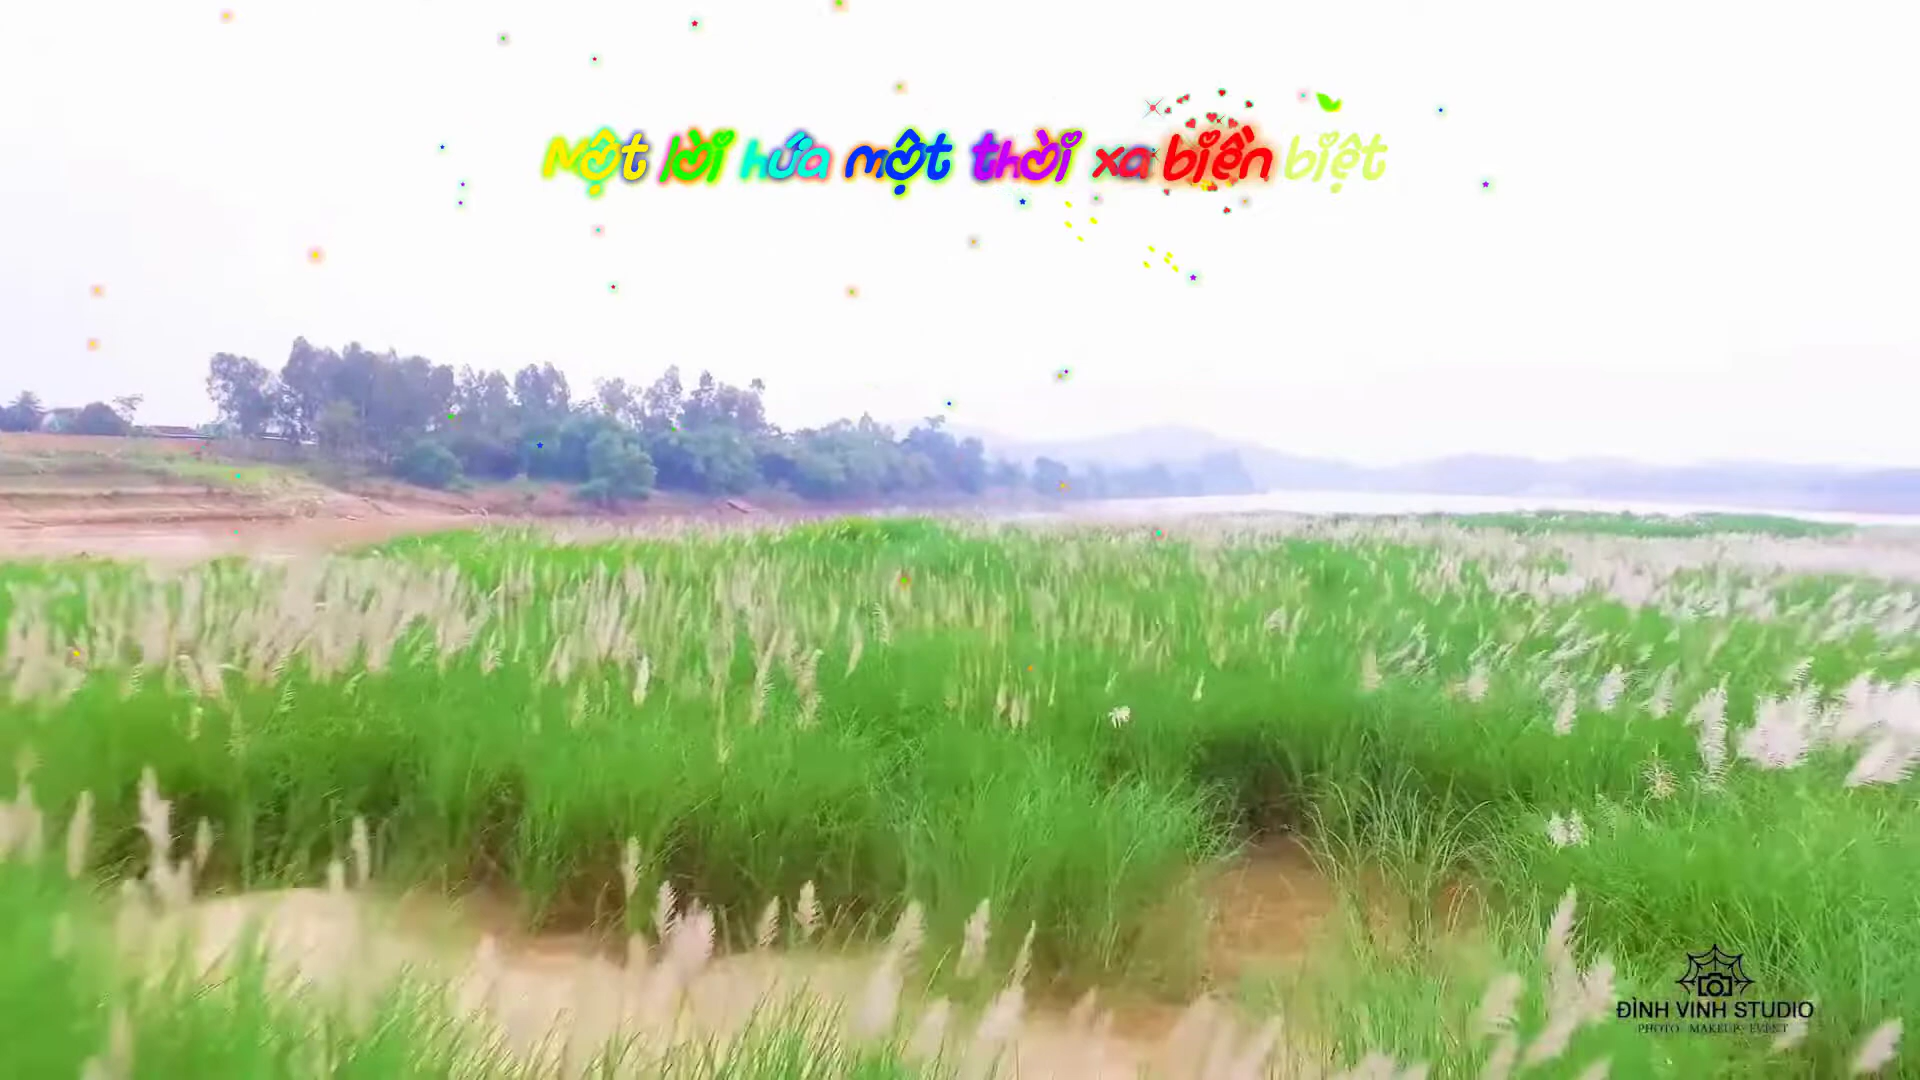 Một lời hứa một thời xa biền biệt
ĐÌNH VINH STUDIO
PHOTO - MAKEUP - EVENT